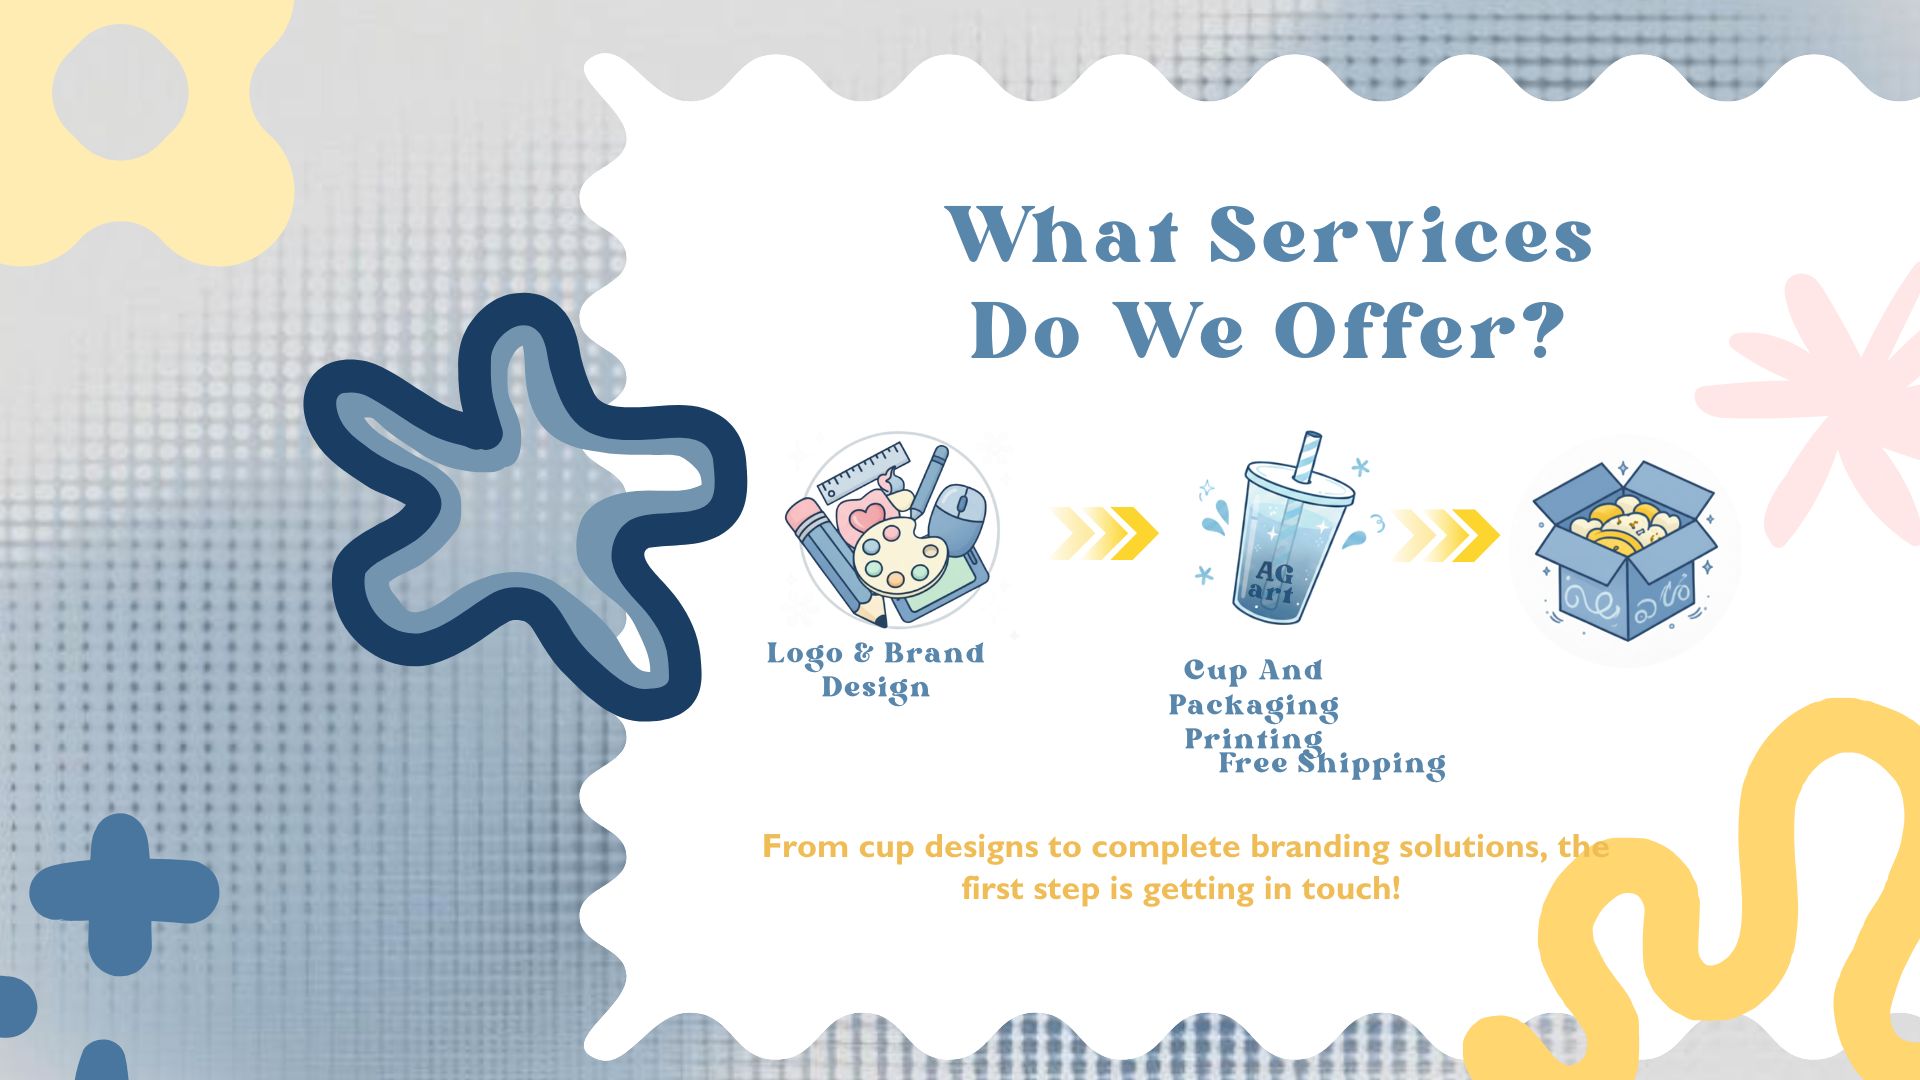 What Services
Do We Offer?
AG
art
Logo & Brand
Design
Cup And
Packaging
Printing
Free Shipping
From cup designs to complete branding solutions, the
first step is getting in touch!